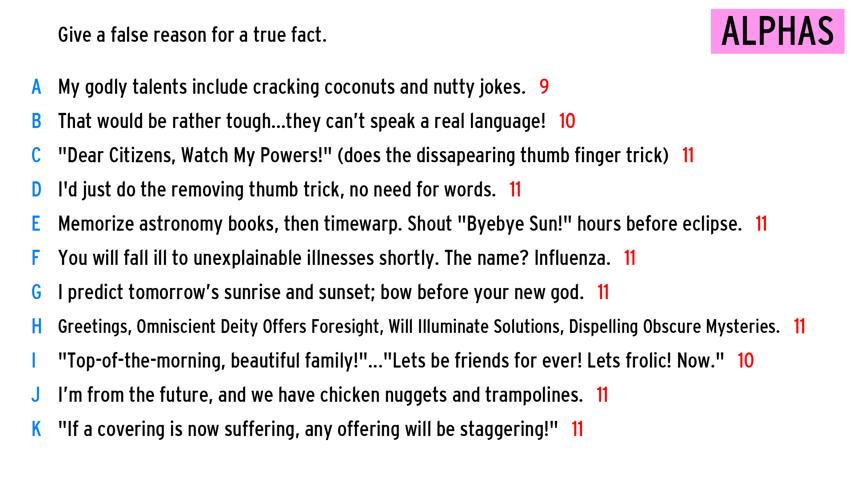 Give a false reason for a true fact.
ALPHAS
A My godly talents include cracking coconuts and nutty jokes. 9
B That would be rather tough...they can't speak a real language! 10
C "Dear Citizens, Watch My Powers!" (does the dissapearing thumb finger trick) 11
D I'd just do the removing thumb trick, no need for words. 11
E Memorize astronomy books, then timewarp. Shout "Byebye Sun!" hours before eclipse. 11
F You will fall ill to unexplainable illnesses shortly. The name? Influenza. 11
G I predict tomorrow's sunrise and sunset; bow before your new god. 11
H Greetings, Omniscient Deity Offers Foresight, Will Illuminate Solutions, Dispelling Obscure Mysteries. 11
I "Top-of-the-morning, beautiful family!"..."Lets be friends for ever! Lets frolic! Now." 10
J I'm from the future, and we have chicken nuggets and trampolines. 11
K "If a covering is now suffering, any offering will be staggering!" 11